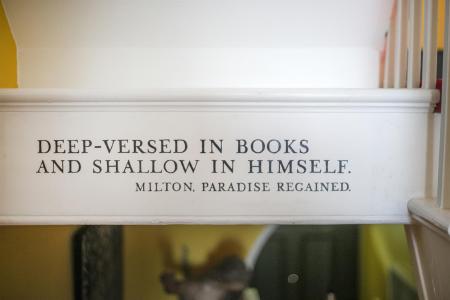 DEEP-VERSED IN BOOKS
AND SHALLOW IN HIMSELF.
MILTON, PARADISE REGAINED.